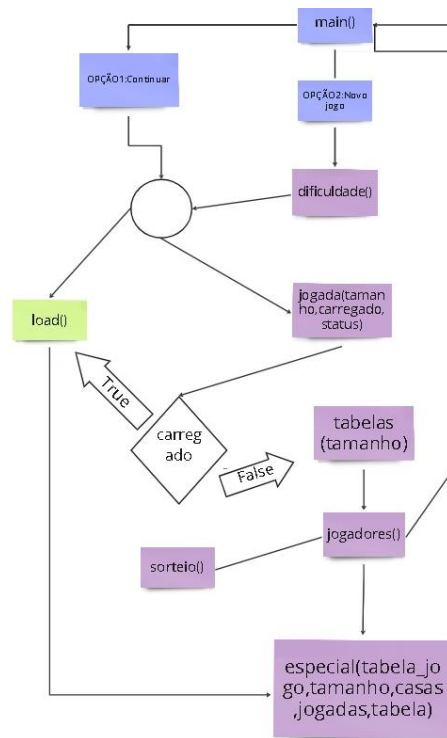 main()
OPÇÃO1:Continuar
OPÇÃO2:Novo
jogo
dificuldade()
jogada(taman
ho,carregado,
status)
load()
True
carreg
ado
False
tabelas
(tamanho)
jogadores()
sorteio()
especial(tabela_jo
go,tamanho,casas
,jogadas,tabela)